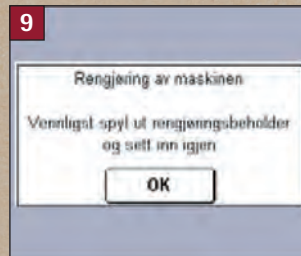 9
Rengjøring av maskinen
Vennligst spyl ut rengjøringsbeholder
og sett inn igjen
OK